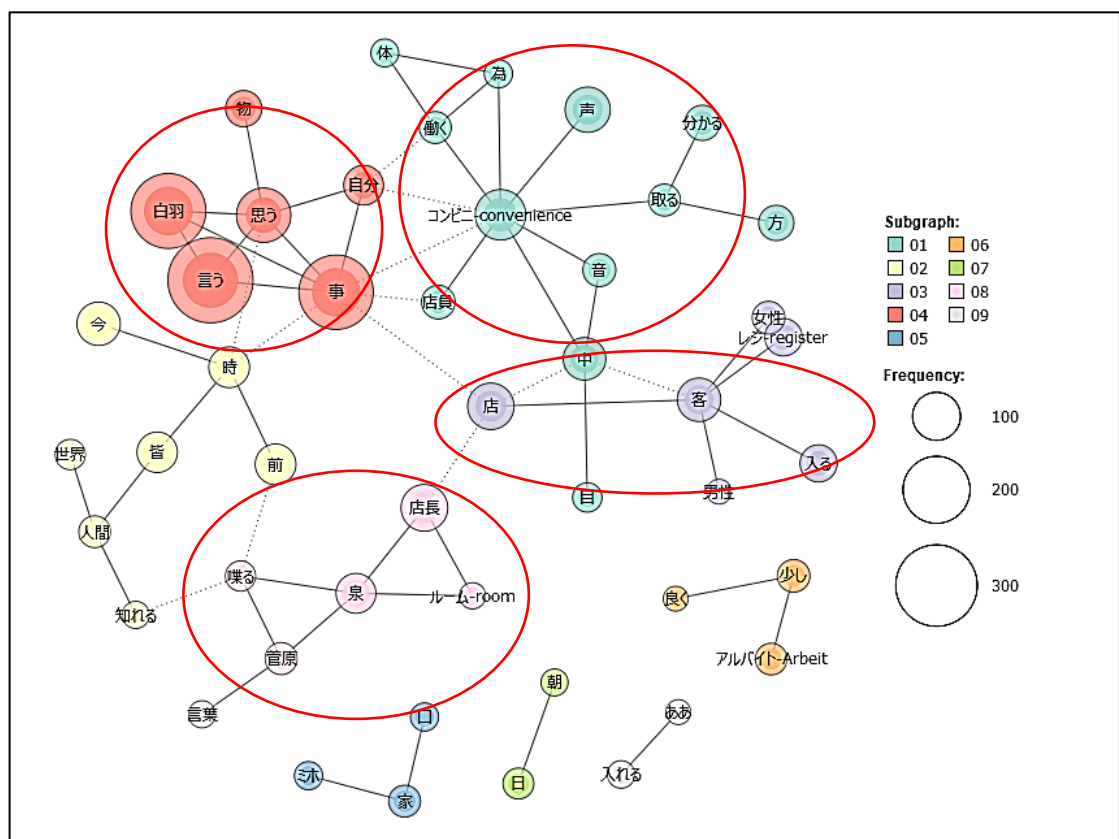 体
為
物
声
分かる
働く
自分
取る
白羽
思う
コンビニ-convenience
方
言う
事
音
店員
女性
レジ-register
今
時
中
店
客
世界
皆
前
入る
男性
目
店長
人間
喋る
泉
ルーム-room
知れる
菅原
言葉
少し
良く
アルバイト-Arbeit
朝
口
ああ
ミホ
家
日
入れる
Subgraph:
01 06
02 07
03 08
04 09
05
Frequency:
100
200
300